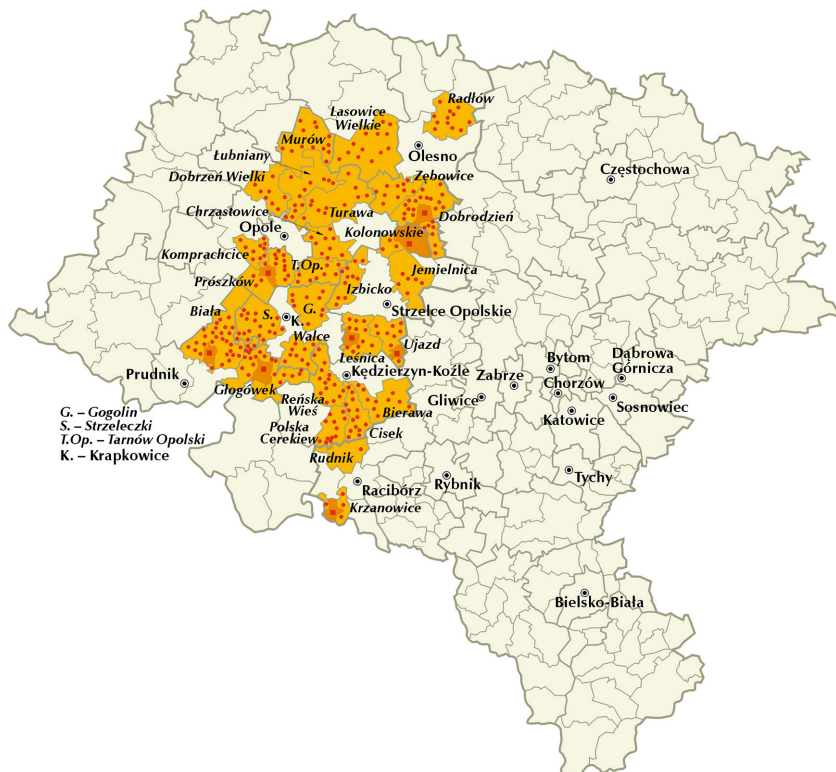 Radłów
Łasowice
Wielkie
Murów
Olesno
Łubniany
Częstochowa
Dobrzeń Wielki
Zębowice
Chrząstowice
Turawa
Dobrodzień
Opole
Kolonowskie
Komprachcice
T.Op.
Jemielnica
Prószków
Izbicko
Biała
G.
Strzelce Opolskie
S.
K.
Walce
Ujazd
Leśnica
Bytom
Dąbrowa
Górnicza
Prudnik
Kędzierzyn-Koźle
Zabrze
Chorzów
Głogówek
Gliwice
Sosnowiec
Reńska
Wieś
Bierawa
Katowice
G. – Gogolin
S. – Strzeleczki
T.Op. – Tarnów Opolski
K. – Krapkowice
Polska
Cerekiew
Cisek
Rudnik
Racibórz
Rybnik
Tychy
Krzanowice
Bielsko-Biała